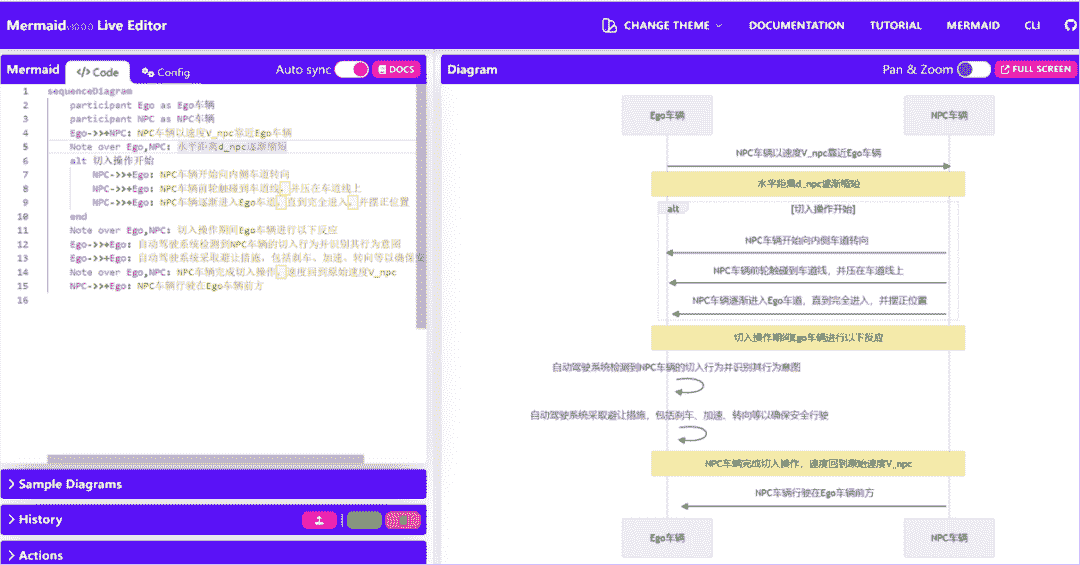 Mermaid Live Editor
CHANGE THEME
DOCUMENTATION
TUTORIAL
MERMAID
CLI
Mermaid
</> Code
Config
Auto sync
DOCS
1 sequenceDiagram
2 participant Ego as Ego车辆
3 participant NPC as NPC车辆
4 Ego->>+NPC: NPC车辆以速度V_npc靠近Ego车辆
5 Note over Ego,NPC: 水平距离d_npc逐渐缩短
6 alt 切入操作开始
7 NPC->>+Ego: NPC车辆开始向内侧车道转向
8 NPC->>+Ego: NPC车辆前轮触碰到车道线，并压在车道线上
9 NPC->>+Ego: NPC车辆逐渐进入Ego车道，直到完全进入，并摆正位置
10 end
11 Note over Ego,NPC: 切入操作期间Ego车辆进行以下反应
12 Ego->>+Ego: 自动驾驶系统检测到NPC车辆的切入行为并识别其行为意图
13 Ego->>+Ego: 自动驾驶系统采取避让措施，包括刹车、加速、转向等以确保安
14 Note over Ego,NPC: NPC车辆完成切入操作，速度回到原始速度V_npc
15 NPC->>+Ego: NPC车辆行驶在Ego车辆前方
16
Sample Diagrams
History
Actions
Diagram
Pan & Zoom
FULL SCREEN
Ego车辆
NPC车辆
NPC车辆以速度V_npc靠近Ego车辆
水平距离d_npc逐渐缩短
alt
[切入操作开始]
NPC车辆开始向内侧车道转向
NPC车辆前轮触碰到车道线，并压在车道线上
NPC车辆逐渐进入Ego车道，直到完全进入，并摆正位置
切入操作期间Ego车辆进行以下反应
自动驾驶系统检测到NPC车辆的切入行为并识别其行为意图
自动驾驶系统采取避让措施，包括刹车、加速、转向等以确保安全行驶
NPC车辆完成切入操作，速度回到原始速度V_npc
NPC车辆行驶在Ego车辆前方
Ego车辆
NPC车辆